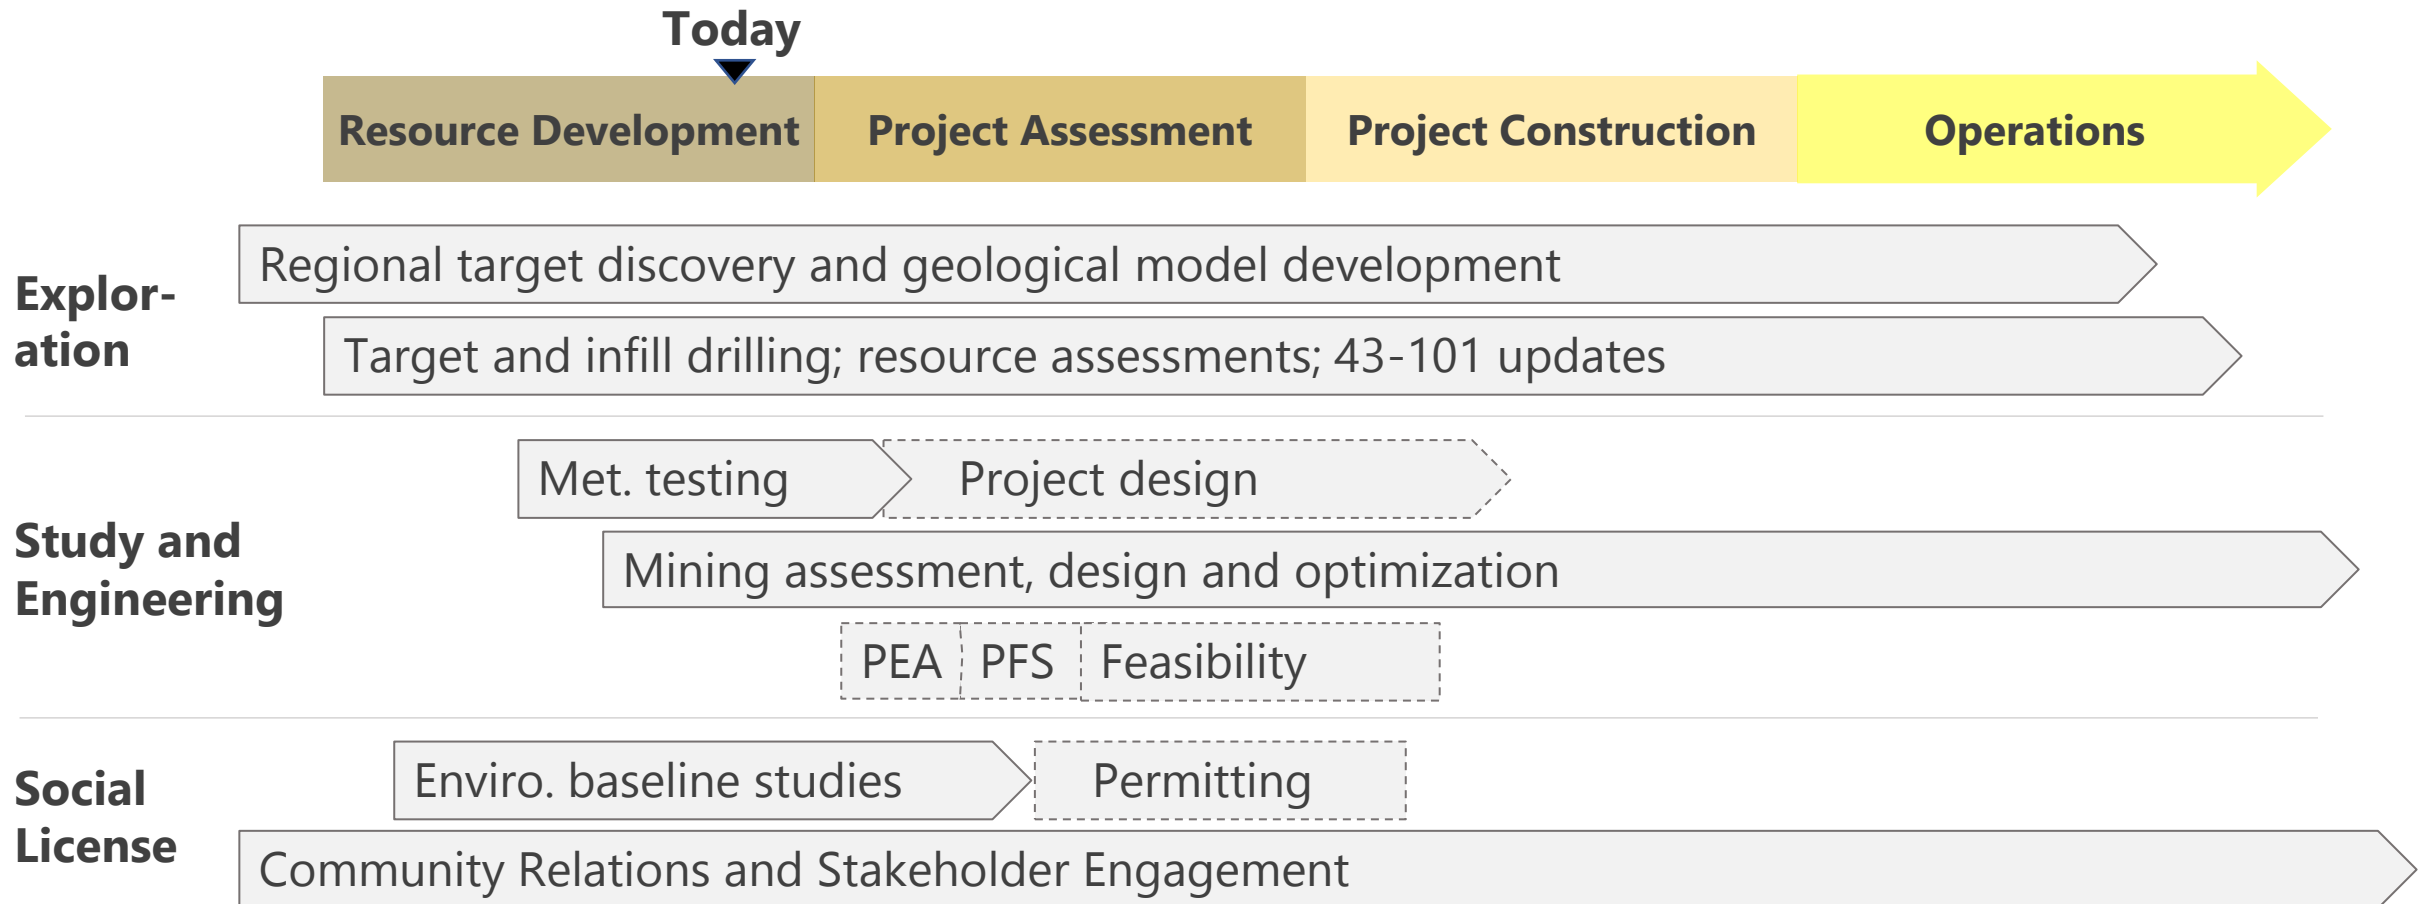 Today
Resource Development
Project Assessment
Project Construction
Operations
Explor-
ation
Regional target discovery and geological model development
Target and infill drilling; resource assessments; 43-101 updates
Study and
Engineering
Met. testing
Project design
Mining assessment, design and optimization
PEA
PFS
Feasibility
Social
License
Enviro. baseline studies
Permitting
Community Relations and Stakeholder Engagement